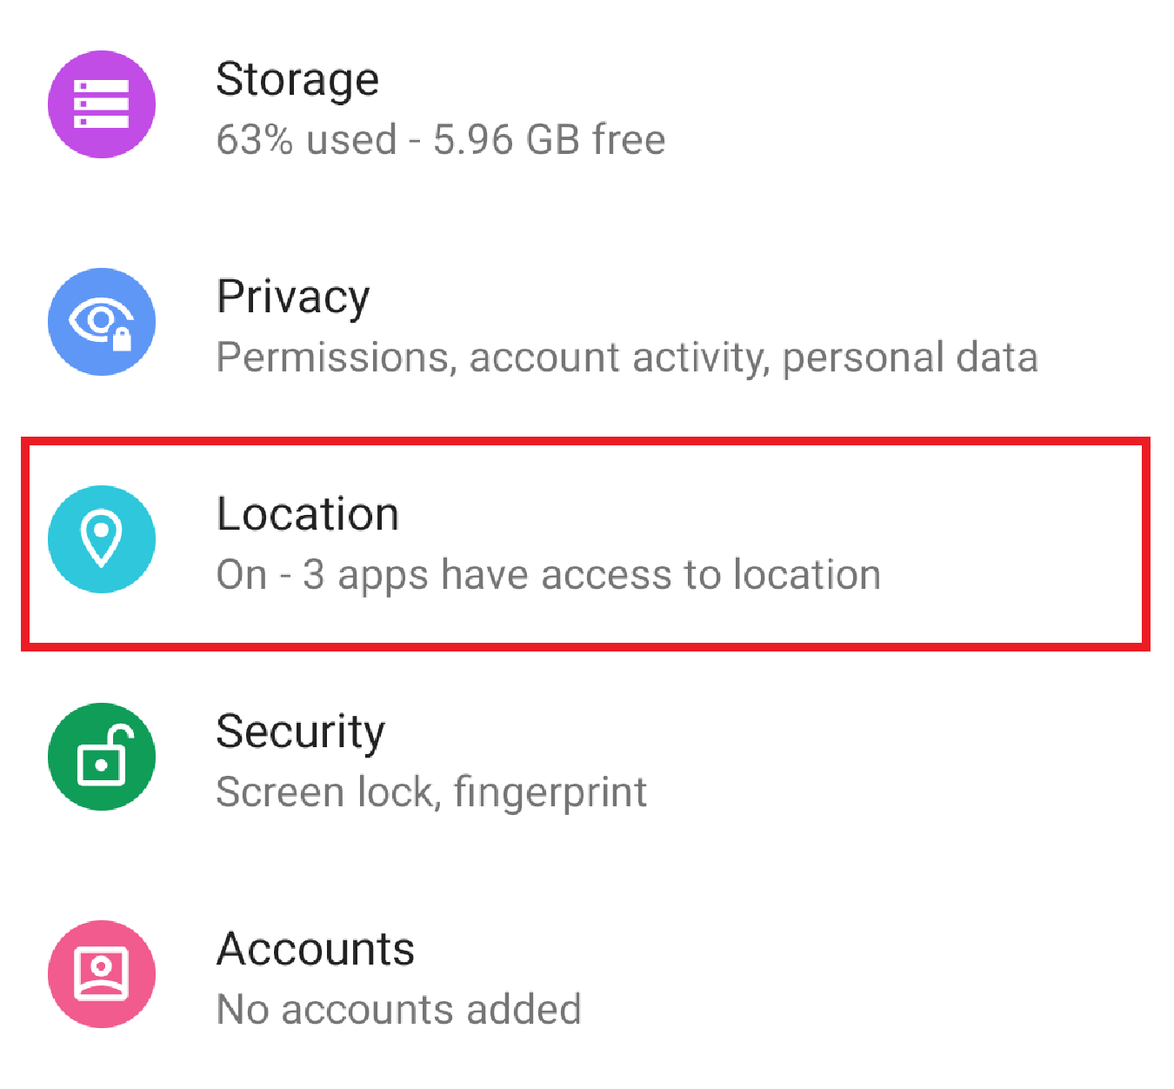 Storage
63% used - 5.96 GB free
Privacy
Permissions, account activity, personal data
Location
On - 3 apps have access to location
Security
Screen lock, fingerprint
Accounts
No accounts added